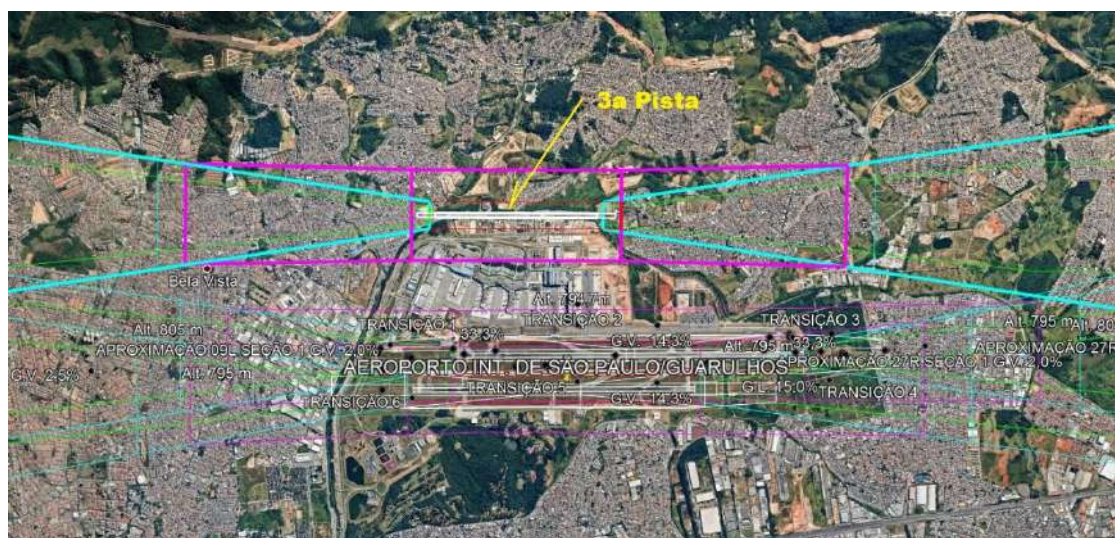 3a Pista
Bela Vista
Alt. 794.7m
Alt. 805 m
TRANSIÇÃO 1
TRANSIÇÃO 2
TRANSIÇÃO 3
Alt. 795 m
33.3%
G.V. - 14.3%
Alt. 795 m
33.3%
APROXIMAÇÃO 09L SEÇÃO 1 G.V. - 2.0%
APROXIMAÇÃO 27R SEÇÃO 1 G.V. 2.0%
APROXIMAÇÃO 27R
G.V. 2.5%
Alt. 795 m
AEROPORTO INT. DE SÃO PAULO/GUARULHOS
TRANSIÇÃO 5
G.L. 15.0%
TRANSIÇÃO 6
G.V. - 14.3%
TRANSIÇÃO 4